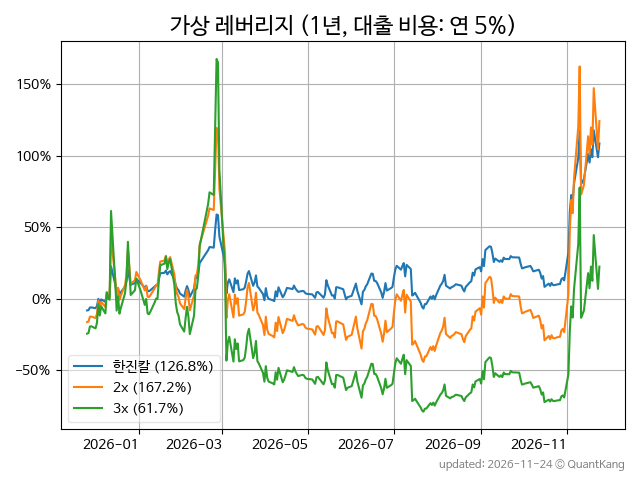 가상 레버리지 (1년, 대출 비용: 연 5%)
150%
100%
50%
0%
−50%
한진칼 (126.8%)
2x (167.2%)
3x (61.7%)
2026-01 2026-03 2026-05 2026-07 2026-09 2026-11
updated: 2026-11-24 © QuantKang